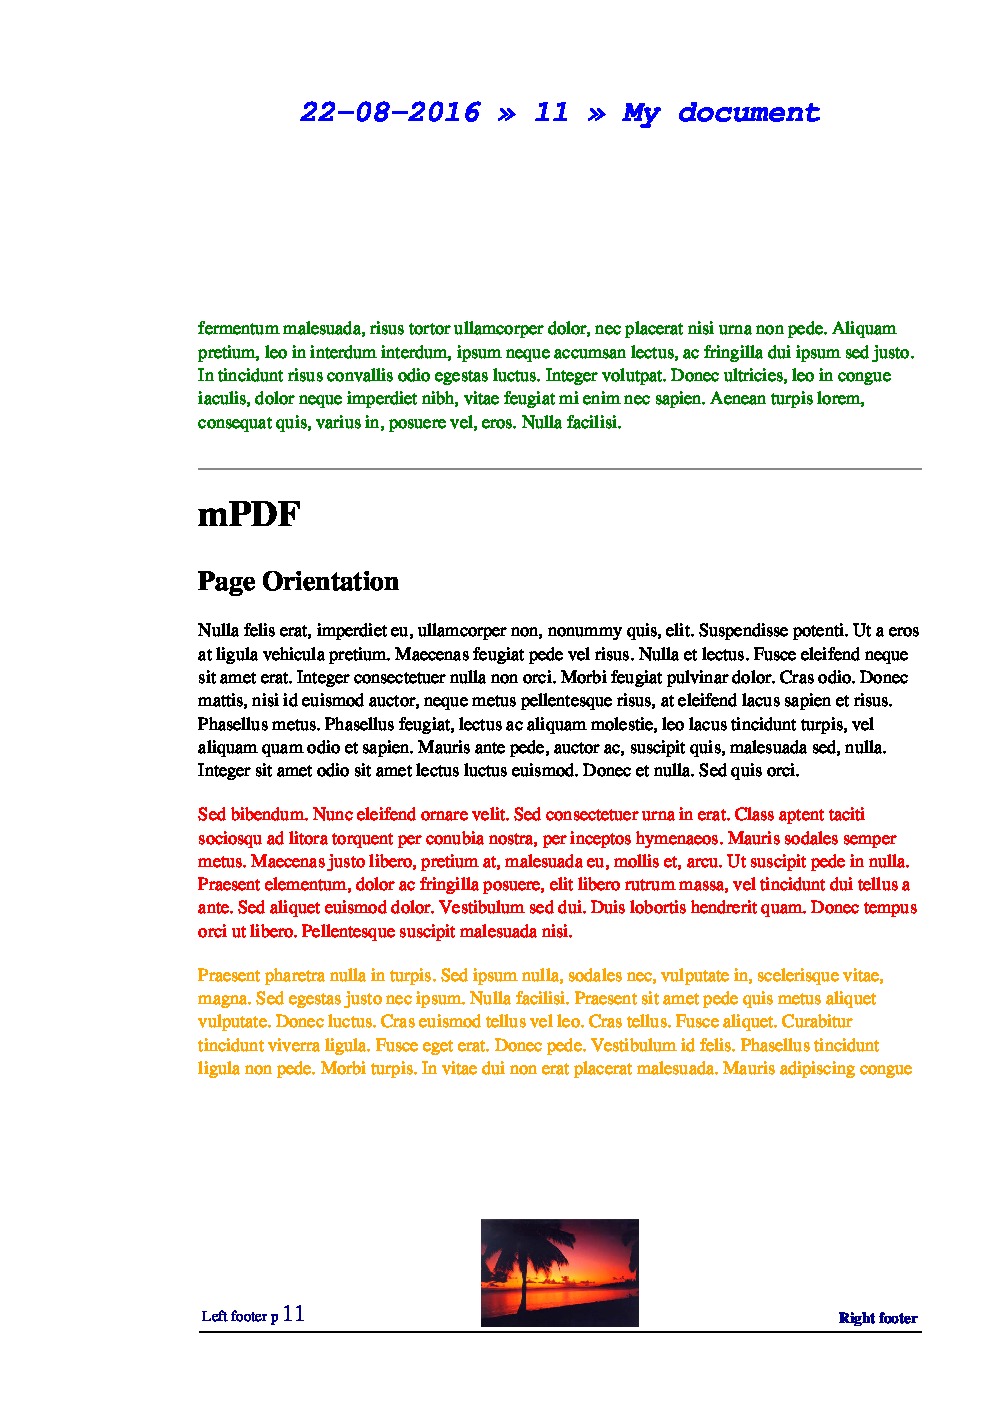 22-08-2016 » 11 » My document
fermentum malesuada, risus tortor ullamcorper dolor, nec placerat nisi urna non pede. Aliquam
pretium, leo in interdum interdum, ipsum neque accumsan lectus, ac fringilla dui ipsum sed justo.
In tincidunt risus convallis odio egestas luctus. Integer volutpat. Donec ultricies, leo in congue
iaculis, dolor neque imperdiet nibh, vitae feugiat mi enim nec sapien. Aenean turpis lorem,
consequat quis, varius in, posuere vel, eros. Nulla facilisi.
mPDF
Page Orientation
Nulla felis erat, imperdiet eu, ullamcorper non, nonummy quis, elit. Suspendisse potenti. Ut a eros
at ligula vehicula pretium. Maecenas feugiat pede vel risus. Nulla et lectus. Fusce eleifend neque
sit amet erat. Integer consectetuer nulla non orci. Morbi feugiat pulvinar dolor. Cras odio. Donec
mattis, nisi id euismod auctor, neque metus pellentesque risus, at eleifend lacus sapien et risus.
Phasellus metus. Phasellus feugiat, lectus ac aliquam molestie, leo lacus tincidunt turpis, vel
aliquam quam odio et sapien. Mauris ante pede, auctor ac, suscipit quis, malesuada sed, nulla.
Integer sit amet odio sit amet lectus luctus euismod. Donec et nulla. Sed quis orci.
Sed bibendum. Nunc eleifend ornare velit. Sed consectetuer urna in erat. Class aptent taciti
sociosqu ad litora torquent per conubia nostra, per inceptos hymenaeos. Mauris sodales semper
metus. Maecenas justo libero, pretium at, malesuada eu, mollis et, arcu. Ut suscipit pede in nulla.
Praesent elementum, dolor ac fringilla posuere, elit libero rutrum massa, vel tincidunt dui tellus a
ante. Sed aliquet euismod dolor. Vestibulum sed dui. Duis lobortis hendrerit quam. Donec tempus
orci ut libero. Pellentesque suscipit malesuada nisi.
Praesent pharetra nulla in turpis. Sed ipsum nulla, sodales nec, vulputate in, scelerisque vitae,
magna. Sed egestas justo nec ipsum. Nulla facilisi. Praesent sit amet pede quis metus aliquet
vulputate. Donec luctus. Cras euismod tellus vel leo. Cras tellus. Fusce aliquet. Curabitur
tincidunt viverra ligula. Fusce eget erat. Donec pede. Vestibulum id felis. Phasellus tincidunt
ligula non pede. Morbi turpis. In vitae dui non erat placerat malesuada. Mauris adipiscing congue
Left footer p 11
Right footer